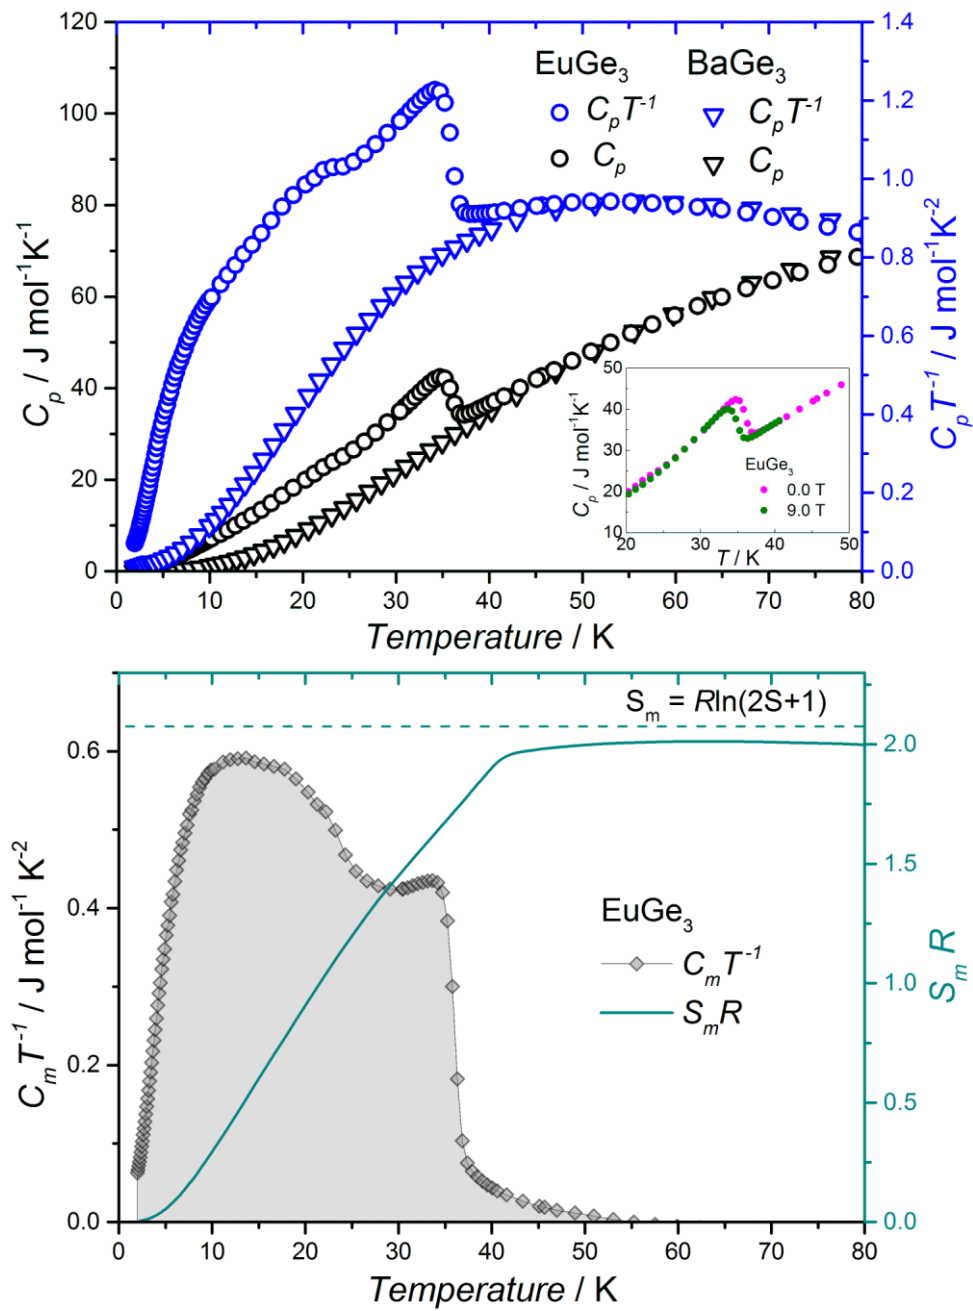 EuGe₃ BaGe₃
CₚT⁻¹ CₚT⁻¹
Cₚ Cₚ
120
100
80
60
40
20
0
Cₚ / J mol⁻¹K⁻¹
1.4
1.2
1.0
0.8
0.6
0.4
0.2
0.0
CₚT⁻¹ / J mol⁻¹K⁻²
50
40
30
20
10
Cₚ / J mol⁻¹K⁻¹
EuGe₃
0.0 T
9.0 T
20 30 40 50
T / K
0 10 20 30 40 50 60 70 80
Temperature / K
Sₘ = Rln(2S+1)
0.6
0.4
0.2
0.0
CₘT⁻¹ / J mol⁻¹ K⁻²
EuGe₃
CₘT⁻¹
SₘR
2.0
1.5
1.0
0.5
0.0
Sₘ R
0 10 20 30 40 50 60 70 80
Temperature / K